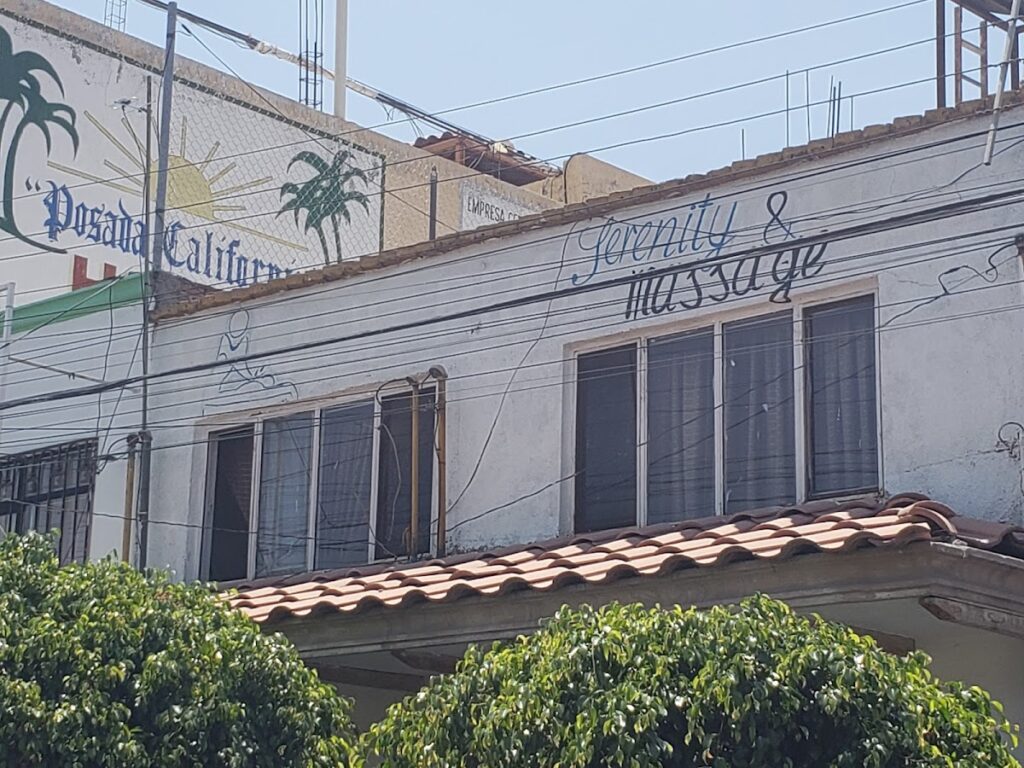 "Posada Californ
EMPRESA
Serenity &
Massage